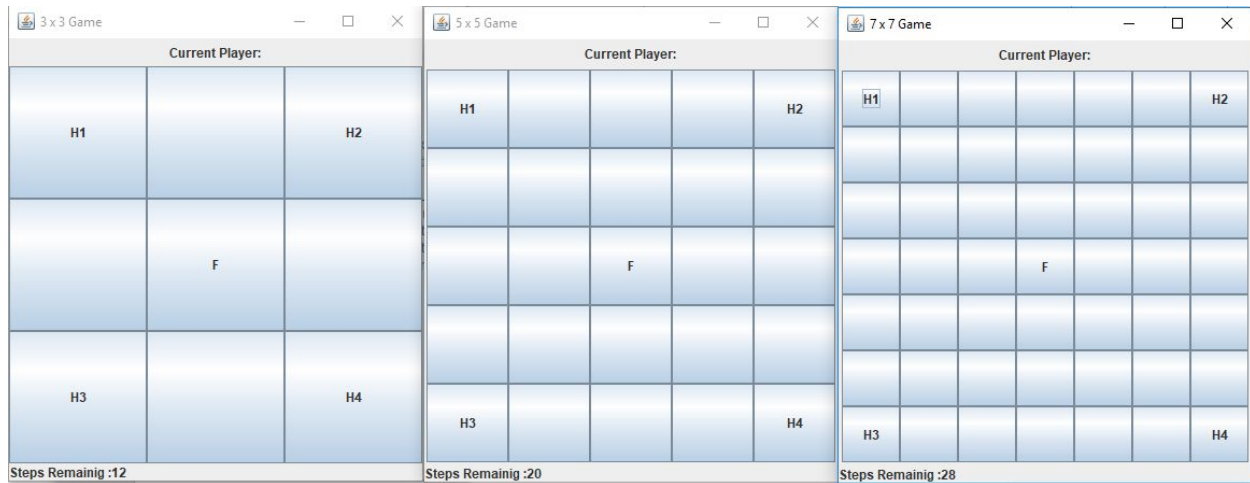 3 x 3 Game
Current Player:
H1 H2
F
H3 H4
Steps Remainig :12
5 x 5 Game
Current Player:
H1 H2
F
H3 H4
Steps Remainig :20
7 x 7 Game
Current Player:
H1 H2
F
H3 H4
Steps Remainig :28